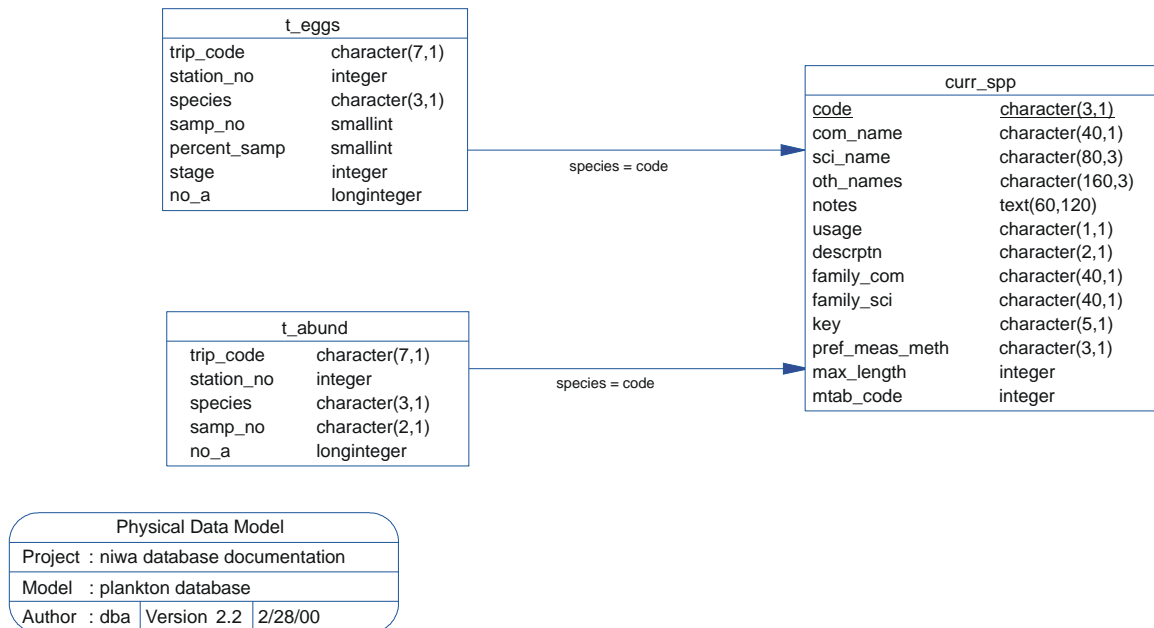 t_eggs
trip_code character(7,1)
station_no integer
species character(3,1)
samp_no smallint
percent_samp smallint
stage integer
no_a longinteger
species = code
curr_spp
code character(3,1)
com_name character(40,1)
sci_name character(80,3)
oth_names character(160,3)
notes text(60,120)
usage character(1,1)
descrptn character(2,1)
family_com character(40,1)
family_sci character(40,1)
key character(5,1)
pref_meas_meth character(3,1)
max_length integer
mtab_code integer
t_abund
trip_code character(7,1)
station_no integer
species character(3,1)
samp_no character(2,1)
no_a longinteger
species = code
Physical Data Model
Project : niwa database documentation
Model : plankton database
Author : dba Version 2.2 2/28/00